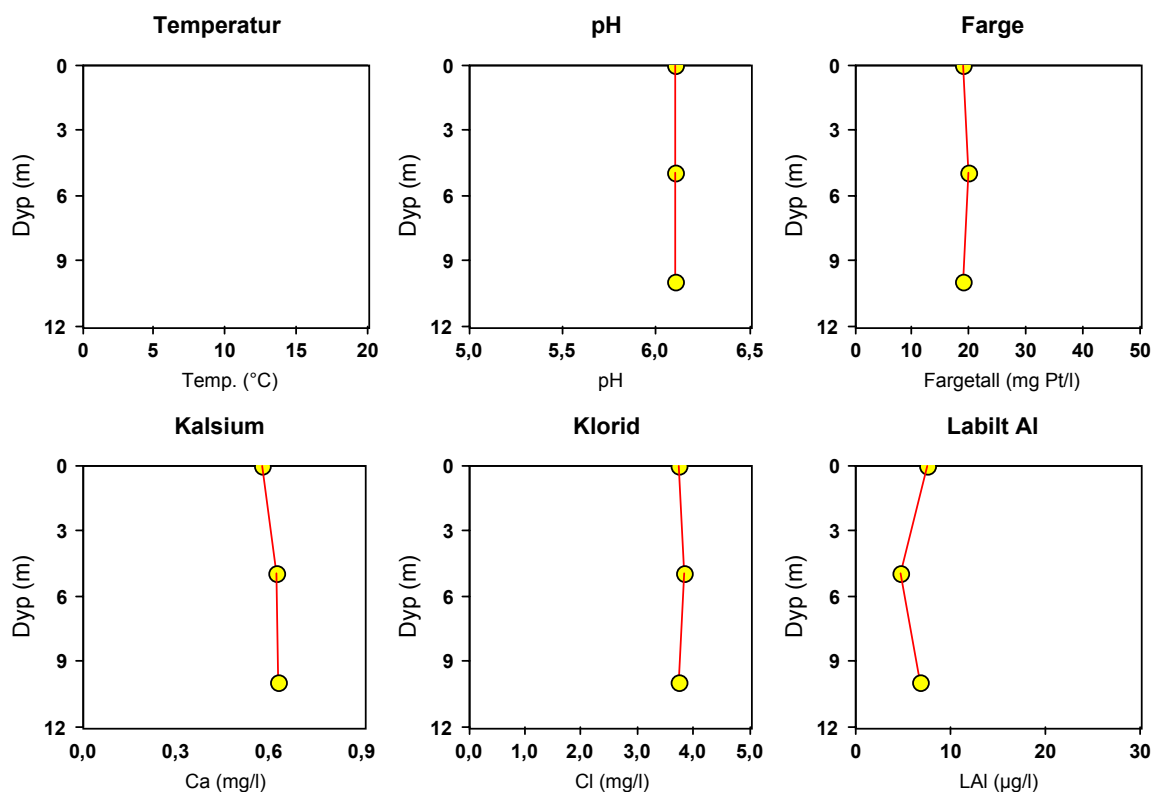 Temperatur
0
3
6
9
12
Dyp (m)
0 5 10 15 20
Temp. (°C)
pH
0
3
6
9
12
Dyp (m)
5,0 5,5 6,0 6,5
pH
Farge
0
3
6
9
12
Dyp (m)
0 10 20 30 40 50
Fargetall (mg Pt/l)
Kalsium
0
3
6
9
12
Dyp (m)
0,0 0,3 0,6 0,9
Ca (mg/l)
Klorid
0
3
6
9
12
Dyp (m)
0,0 1,0 2,0 3,0 4,0 5,0
Cl (mg/l)
Labilt Al
0
3
6
9
12
Dyp (m)
0 10 20 30
LAl (µg/l)